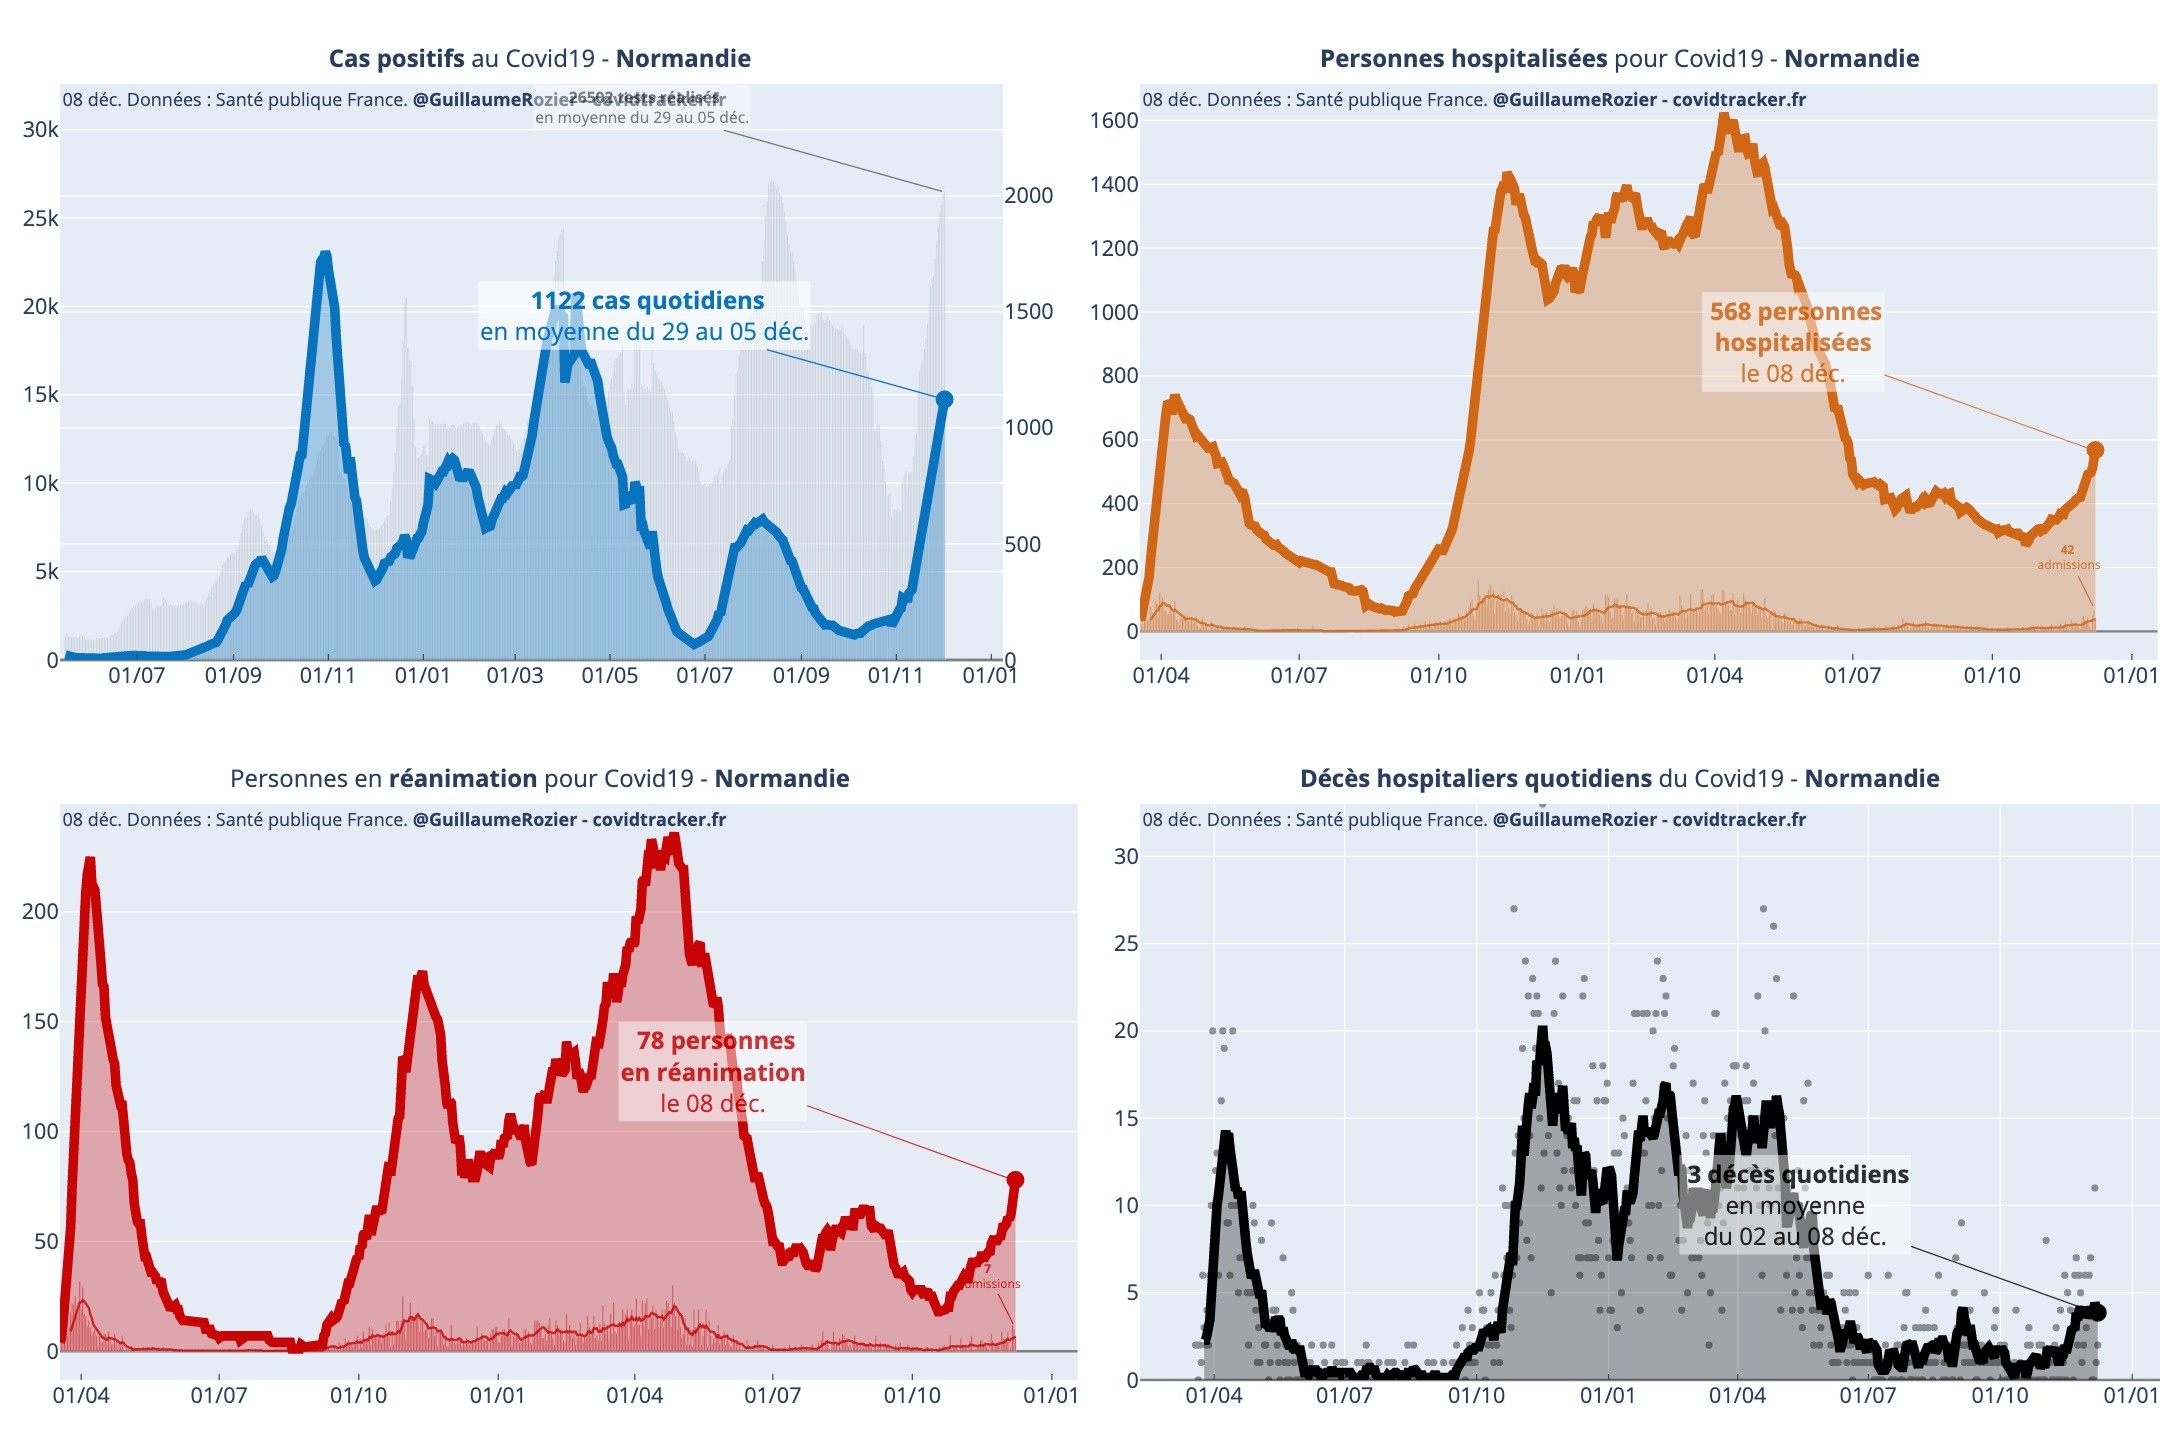 Cas positifs au Covid19 - Normandie
08 déc. Données : Santé publique France. @GuillaumeRozier - covidtracker.fr
26502 tests réalisés
en moyenne du 29 au 05 déc.
30k
25k
20k
15k
10k
5k
0
2000
1500
1000
500
0
1122 cas quotidiens
en moyenne du 29 au 05 déc.
01/07 01/09 01/11 01/01 01/03 01/05 01/07 01/09 01/11 01/01
Personnes hospitalisées pour Covid19 - Normandie
08 déc. Données : Santé publique France. @GuillaumeRozier - covidtracker.fr
1600
1400
1200
1000
800
600
400
200
0
568 personnes
hospitalisées
le 08 déc.
42
admissions
01/04 01/07 01/10 01/01 01/04 01/07 01/10 01/01
Personnes en réanimation pour Covid19 - Normandie
08 déc. Données : Santé publique France. @GuillaumeRozier - covidtracker.fr
200
150
100
50
0
78 personnes
en réanimation
le 08 déc.
7
admissions
01/04 01/07 01/10 01/01 01/04 01/07 01/10 01/01
Décès hospitaliers quotidiens du Covid19 - Normandie
08 déc. Données : Santé publique France. @GuillaumeRozier - covidtracker.fr
30
25
20
15
10
5
0
3 décès quotidiens
en moyenne
du 02 au 08 déc.
01/04 01/07 01/10 01/01 01/04 01/07 01/10 01/01